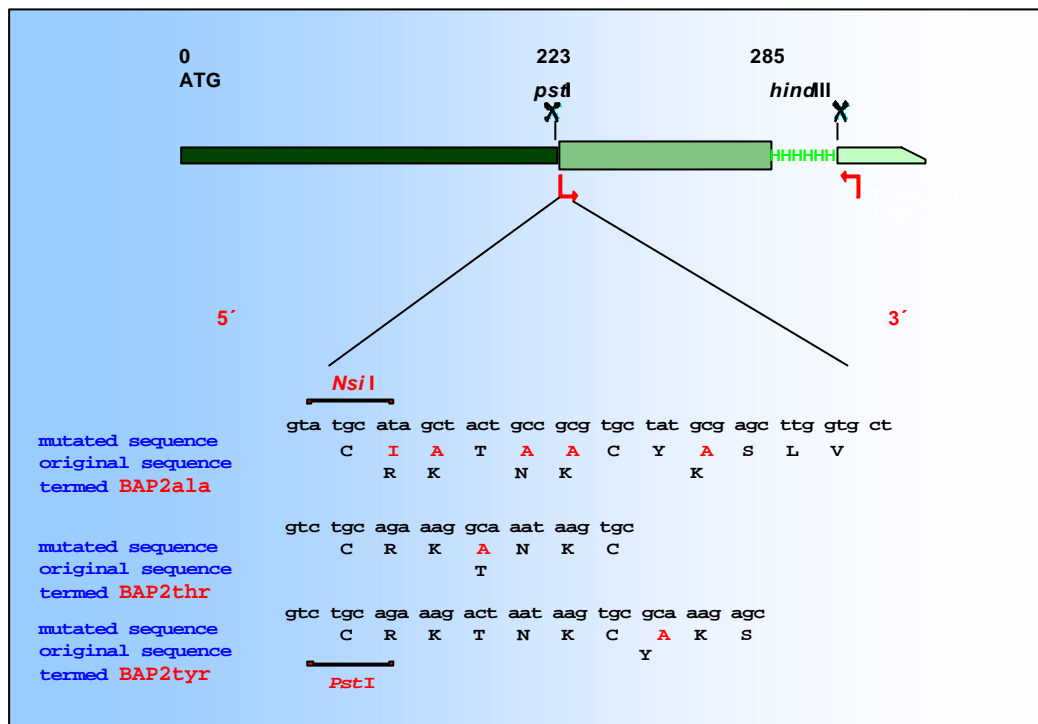 0 223 285
ATG pstI hindIII
HHHHHH
5´ 3´
Nsi I
gta tgc ata gct act gcc gcg tgc tat gcg agc ttg gtg ct
mutated sequence C I A T A A C Y A S L V
original sequence R K N K K
termed BAP2ala
gtc tgc aga aag gca aat aag tgc
mutated sequence C R K A N K C
original sequence T
termed BAP2thr
gtc tgc aga aag act aat aag tgc gca aag agc
mutated sequence C R K T N K C A K S
original sequence Y
termed BAP2tyr
PstI